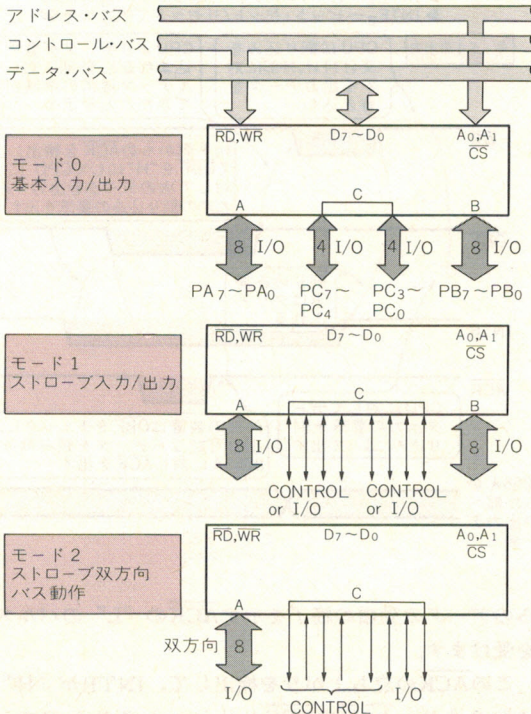 アドレス・バス
コントロール・バス
データ・バス
モード0
基本入力/出力
RD,WR D7~D0 A0,A1
CS
A C B
8 I/O 4 I/O 4 I/O 8 I/O
PA7~PA0 PC7~PC4 PC3~PC0 PB7~PB0
モード1
ストローブ入力/出力
RD,WR D7~D0 A0,A1
CS
A C B
8 I/O 8 I/O
CONTROL or I/O CONTROL or I/O
モード2
ストローブ双方向
バス動作
RD,WR D7~D0 A0,A1
CS
A C
双方向 8
I/O I/O
CONTROL